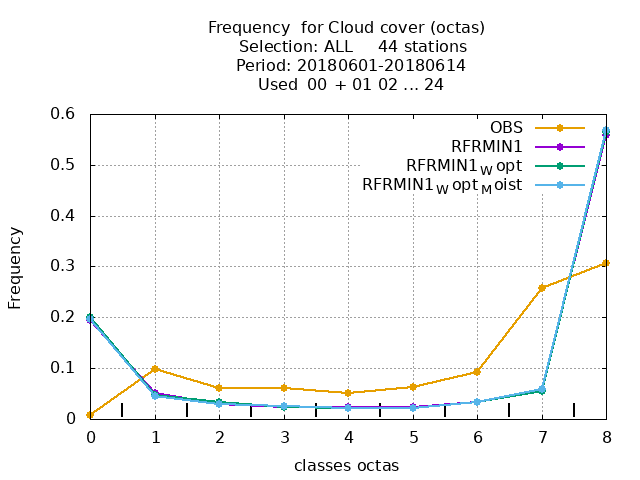 Frequency for Cloud cover (octas)
Selection: ALL 44 stations
Period: 20180601-20180614
Used 00 + 01 02 ... 24
OBS
RFRMIN1
RFRMIN1Wopt
RFRMIN1WoptMoist
0.6
0.5
0.4
0.3
0.2
0.1
0
Frequency
0 1 2 3 4 5 6 7 8
classes octas